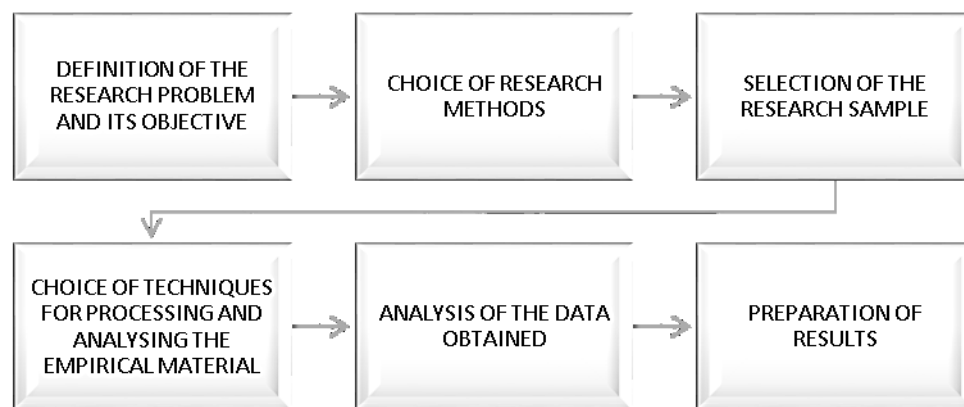 DEFINITION OF THE
RESEARCH PROBLEM
AND ITS OBJECTIVE
CHOICE OF RESEARCH
METHODS
SELECTION OF THE
RESEARCH SAMPLE
CHOICE OF TECHNIQUES
FOR PROCESSING AND
ANALYSING THE
EMPIRICAL MATERIAL
ANALYSIS OF THE DATA
OBTAINED
PREPARATION OF
RESULTS